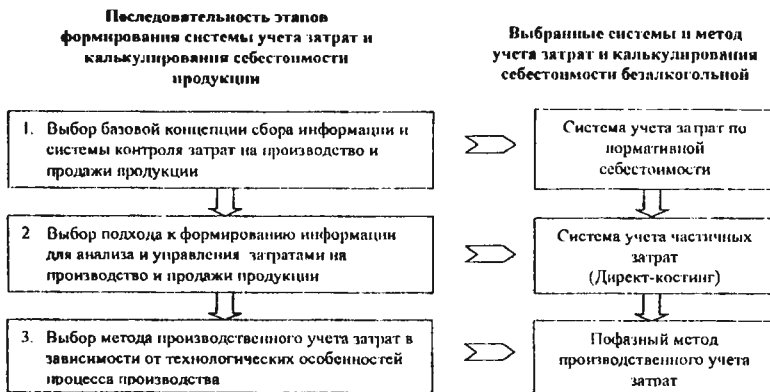 Последовательность этапов
формирования системы учета затрат и
калькулирования себестоимости
продукции
Выбранные системы и метод
учета затрат и калькулирования
себестоимости безалкогольной
1. Выбор базовой концепции сбора информации и
системы контроля затрат на производство и
продажи продукции
Система учета затрат по
нормативной
себестоимости
2 Выбор подхода к формированию информации
для анализа и управления затратами на
производство и продажи продукции
Система учета частичных
затрат
(Директ-костинг)
3. Выбор метода производственного учета затрат в
зависимости от технологических особенностей
процесса производства
Пофазный метод
производственного учета
затрат